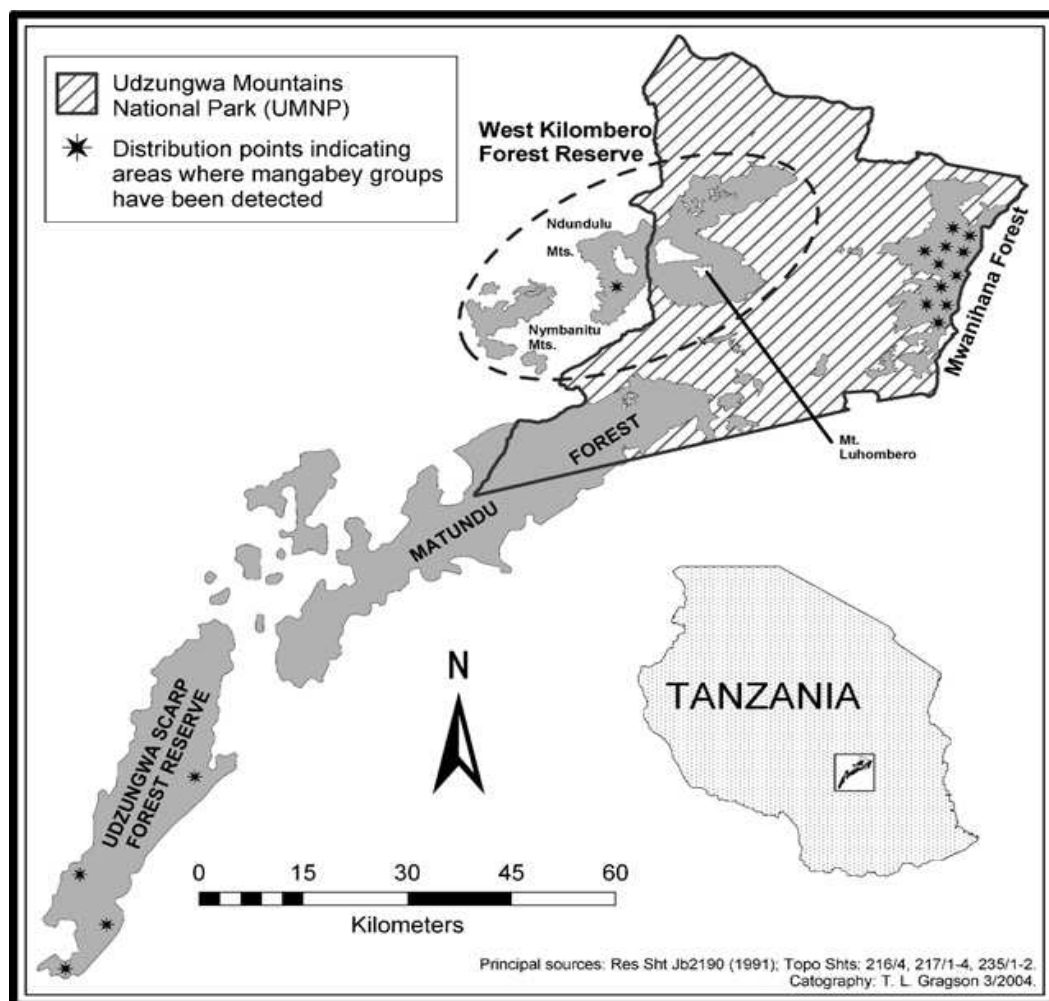 Udzungwa Mountains
National Park (UMNP)
Distribution points indicating
areas where mangabey groups
have been detected
West Kilombero
Forest Reserve
Ndundulu
Mts.
Nymbanitu
Mts.
Mwanihana Forest
Mt.
Luhombero
FOREST
MATUNDU
UDZUNGWA SCARP
FOREST RESERVE
N
TANZANIA
0 15 30 45 60
Kilometers
Principal sources: Res Sht Jb2190 (1991); Topo Shts: 216/4, 217/1-4, 235/1-2.
Catography: T. L. Gragson 3/2004.